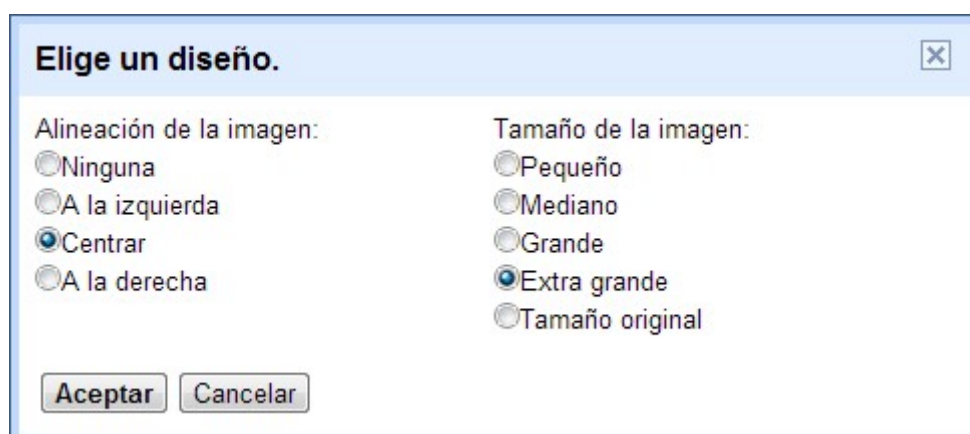 Elige un diseño.
Alineación de la imagen:
Ninguna
A la izquierda
Centrar
A la derecha
Tamaño de la imagen:
Pequeño
Mediano
Grande
Extra grande
Tamaño original
Aceptar
Cancelar